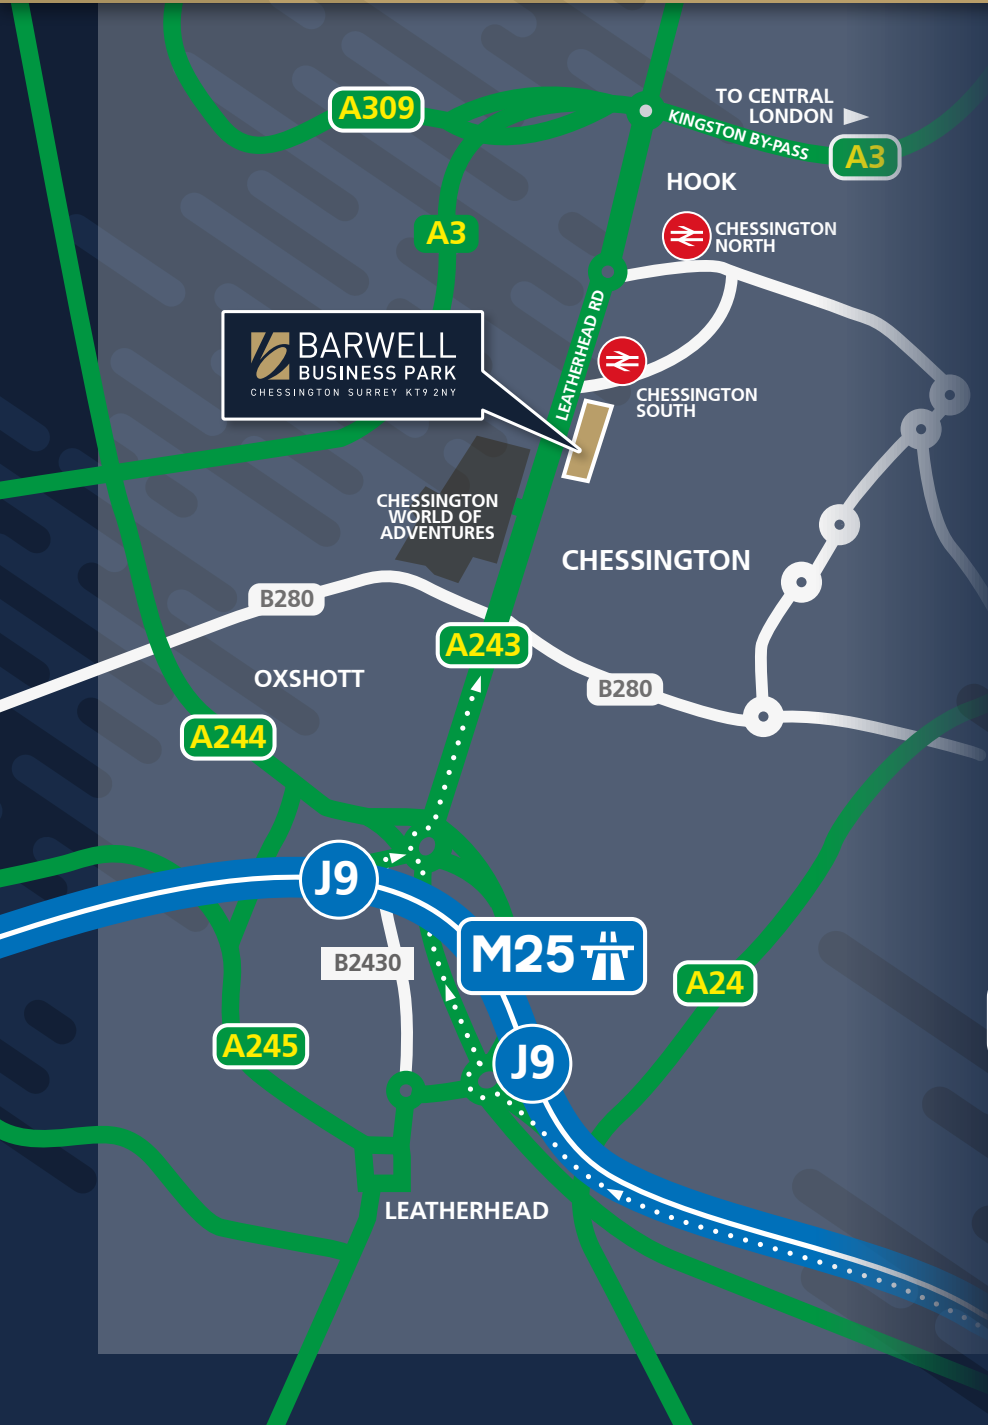 TO CENTRAL
LONDON
A309
KINGSTON BY-PASS
A3
HOOK
A3
CHESSINGTON
NORTH
LEATHERHEAD RD
BARWELL
BUSINESS PARK
CHESSINGTON SURREY KT9 2NY
CHESSINGTON
SOUTH
CHESSINGTON
WORLD OF
ADVENTURES
CHESSINGTON
B280
A243
OXSHOTT
B280
A244
J9
M25
B2430
A24
A245
J9
LEATHERHEAD